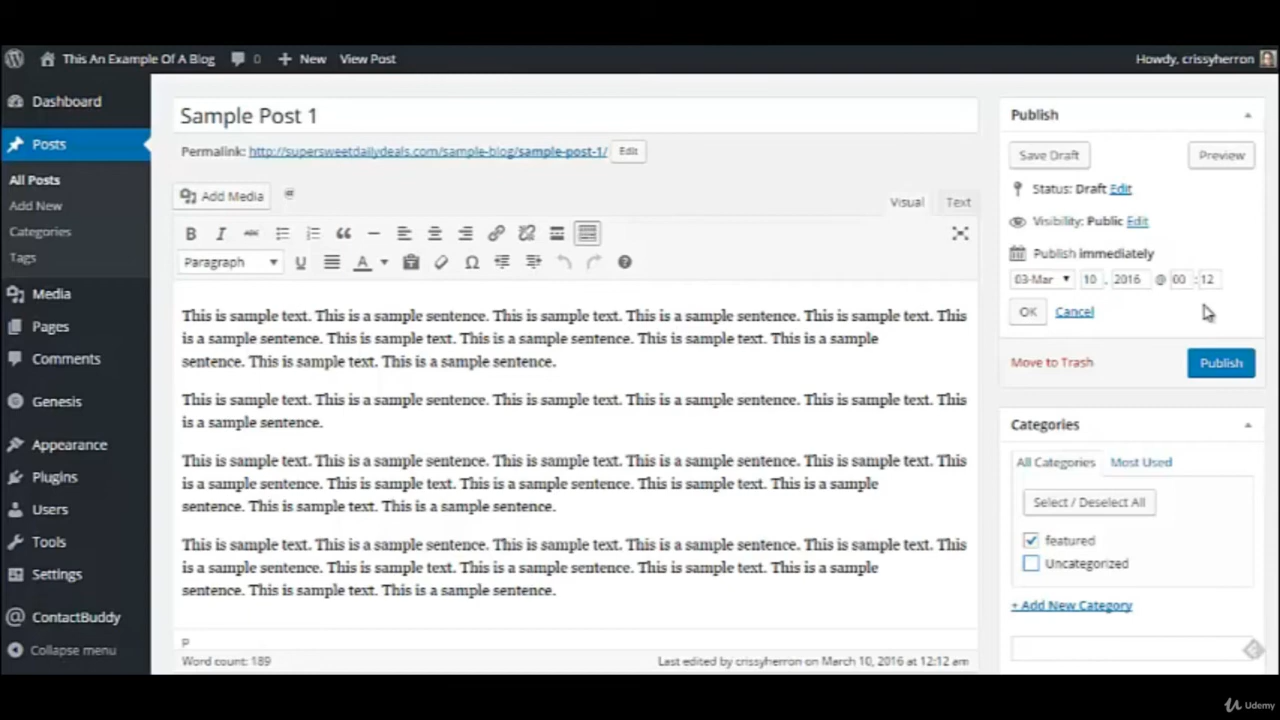 This An Example Of A Blog 0 New View Post Howdy, crissyherron
Dashboard
Posts
All Posts
Add New
Categories
Tags
Media
Pages
Comments
Genesis
Appearance
Plugins
Users
Tools
Settings
ContactBuddy
Collapse menu
Sample Post 1
Permalink: http://supersweetdailydeals.com/sample-blog/sample-post-1/ Edit
Add Media
Visual Text
B I ABC
Paragraph U A
This is sample text. This is a sample sentence. This is sample text. This is a sample sentence. This is sample text. This
is a sample sentence. This is sample text. This is a sample sentence. This is sample text. This is a sample
sentence. This is sample text. This is a sample sentence.
This is sample text. This is a sample sentence. This is sample text. This is a sample sentence. This is sample text. This
is a sample sentence.
This is sample text. This is a sample sentence. This is sample text. This is a sample sentence. This is sample text. This
is a sample sentence. This is sample text. This is a sample sentence. This is sample text. This is a sample
sentence. This is sample text. This is a sample sentence.
This is sample text. This is a sample sentence. This is sample text. This is a sample sentence. This is sample text. This
is a sample sentence. This is sample text. This is a sample sentence. This is sample text. This is a sample
sentence. This is sample text. This is a sample sentence.
p
Word count: 189 Last edited by crissyherron on March 10, 2016 at 12:12 am
Publish
Save Draft Preview
Status: Draft Edit
Visibility: Public Edit
Publish immediately
03-Mar 10 , 2016 @ 00 : 12
OK Cancel
Move to Trash Publish
Categories
All Categories Most Used
Select / Deselect All
featured
Uncategorized
+ Add New Category
Udemy